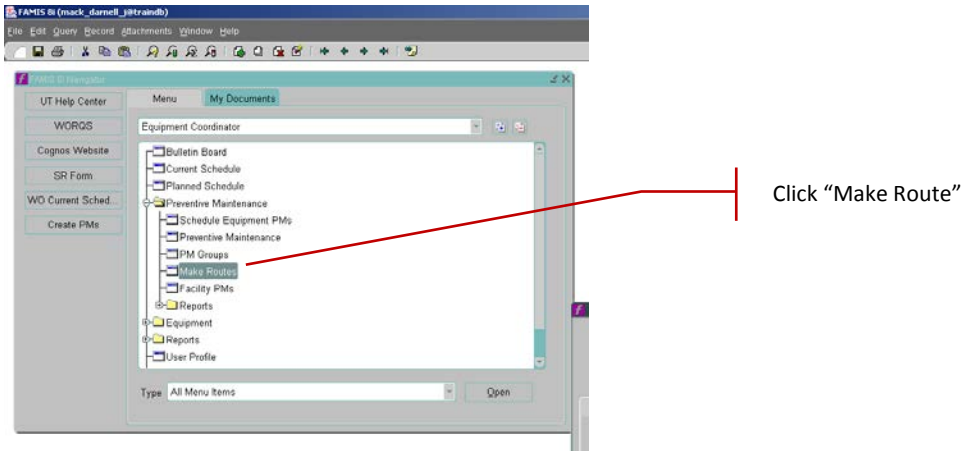 FAMIS 8i (mack_darnell_j@traindb)
File Edit Query Record Attachments Window Help
FAMIS 8i Navigator
UT Help Center
WORQS
Cognos Website
SR Form
WO Current Sched...
Create PMs
Menu My Documents
Equipment Coordinator
Bulletin Board
Current Schedule
Planned Schedule
Preventive Maintenance
Schedule Equipment PMs
Preventive Maintenance
PM Groups
Make Routes
Facility PMs
Reports
Equipment
Reports
User Profile
Type All Menu Items Open
Click “Make Route”